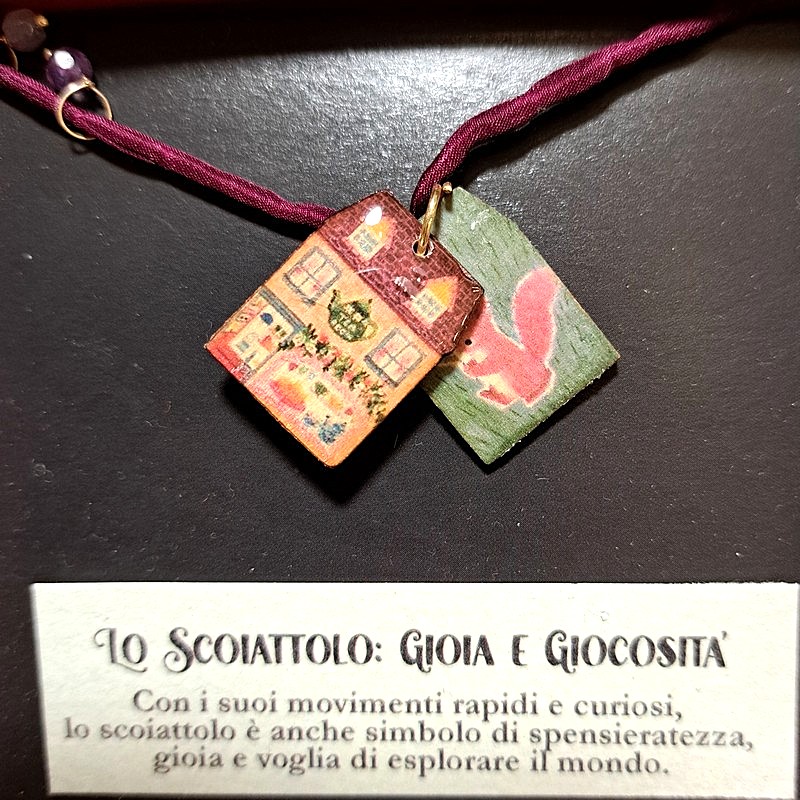 Lo Scoiattolo: Gioia e Giocosita'
Con i suoi movimenti rapidi e curiosi,
lo scoiattolo è anche simbolo di spensieratezza,
gioia e voglia di esplorare il mondo.